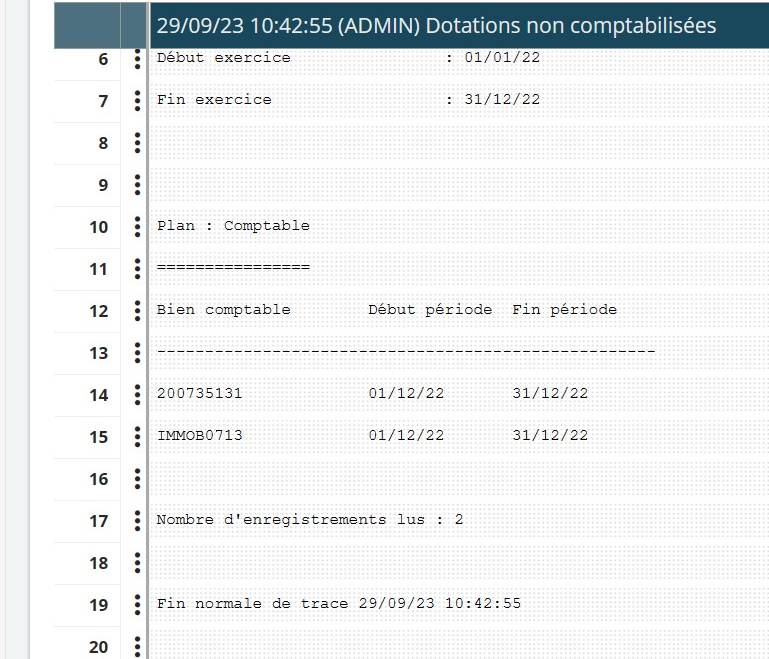 29/09/23 10:42:55 (ADMIN) Dotations non comptabilisées
6 Début exercice : 01/01/22
7 Fin exercice : 31/12/22
8
9
10 Plan : Comptable
11 ================
12 Bien comptable Début période Fin période
13 ----------------------------------------------------
14 200735131 01/12/22 31/12/22
15 IMMOB0713 01/12/22 31/12/22
16
17 Nombre d'enregistrements lus : 2
18
19 Fin normale de trace 29/09/23 10:42:55
20